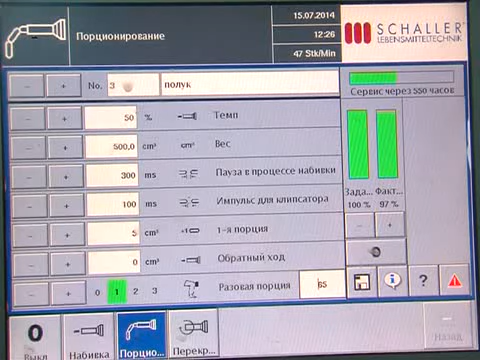 Порционирование
15.07.2014
12:26
47 Stk/Min
SCHALLER
LEBENSMITTELTECHNIK
- + No. 3 полук
Сервис через 550 часов
- + 50 % Темп
- + 500,0 cm³ cm³ Вес
- + 300 ms Пауза в процессе набивки
- + 100 ms Импульс для клипсатора
- + 5 cm³ +1 1-я порция
- + 0 cm³ Обратный ход
- + 0 1 2 3 Разовая порция 65
Зада... Факт...
100 % 97 %
- +
? 
0
Выкл
Набивка
Порцио...
Перекр...
Назад